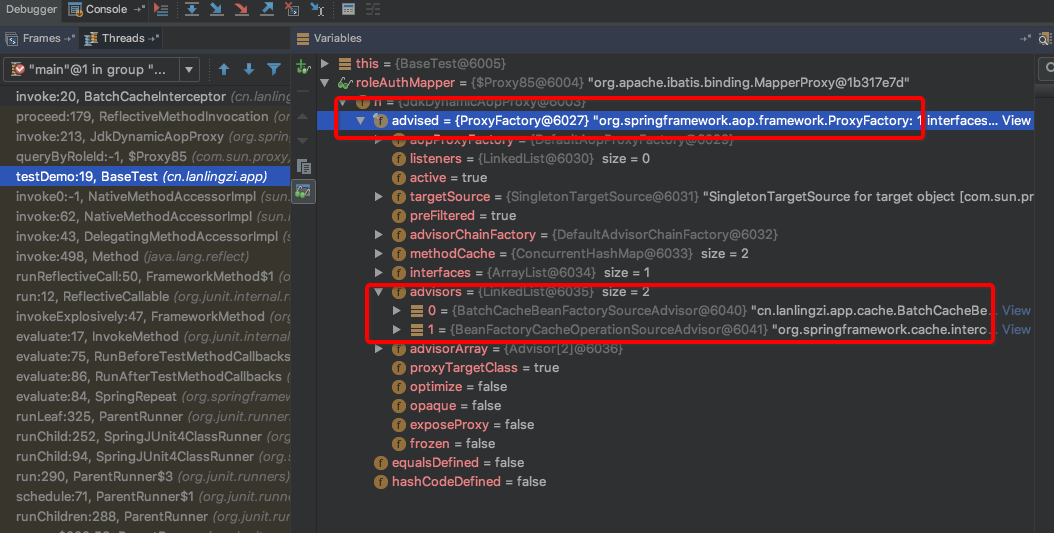 Debugger
Console
Frames
Threads
"main"@1 in group "...
invoke:20, BatchCacheInterceptor (cn.lanling
proceed:179, ReflectiveMethodInvocation (org
invoke:213, JdkDynamicAopProxy (org.spring
queryByRoleId:-1, $Proxy85 (com.sun.proxy)
testDemo:19, BaseTest (cn.lanlingzi.app)
invoke0:-1, NativeMethodAccessorImpl (sun.
invoke:62, NativeMethodAccessorImpl (sun.r
invoke:43, DelegatingMethodAccessorImpl (s
invoke:498, Method (java.lang.reflect)
runReflectiveCall:50, FrameworkMethod$1 (o
run:12, ReflectiveCallable (org.junit.internal.r
invokeExplosively:47, FrameworkMethod (org
evaluate:17, InvokeMethod (org.junit.internal
evaluate:75, RunBeforeTestMethodCallbacks
evaluate:86, RunAfterTestMethodCallbacks (
evaluate:84, SpringRepeat (org.springframew
runLeaf:325, ParentRunner (org.junit.runners
runChild:252, SpringJUnit4ClassRunner (org.
runChild:94, SpringJUnit4ClassRunner (org.s
run:290, ParentRunner$3 (org.junit.runners)
schedule:71, ParentRunner$1 (org.junit.runne
runChildren:288, ParentRunner (org.junit.run
Variables
this = {BaseTest@6005}
roleAuthMapper = {$Proxy85@6004} "org.apache.ibatis.binding.MapperProxy@1b317e7d"
h = {JdkDynamicAopProxy@6003}
advised = {ProxyFactory@6027} "org.springframework.aop.framework.ProxyFactory: 1 interfaces... View
aopProxyFactory = {DefaultAopProxyFactory@6029}
listeners = {LinkedList@6030} size = 0
active = true
targetSource = {SingletonTargetSource@6031} "SingletonTargetSource for target object [com.sun.pr
preFiltered = true
advisorChainFactory = {DefaultAdvisorChainFactory@6032}
methodCache = {ConcurrentHashMap@6033} size = 2
interfaces = {ArrayList@6034} size = 1
advisors = {LinkedList@6035} size = 2
0 = {BatchCacheBeanFactorySourceAdvisor@6040} "cn.lanlingzi.app.cache.BatchCacheBe... View
1 = {BeanFactoryCacheOperationSourceAdvisor@6041} "org.springframework.cache.interc... View
advisorArray = {Advisor[2]@6036}
proxyTargetClass = true
optimize = false
opaque = false
exposeProxy = false
frozen = false
equalsDefined = false
hashCodeDefined = false